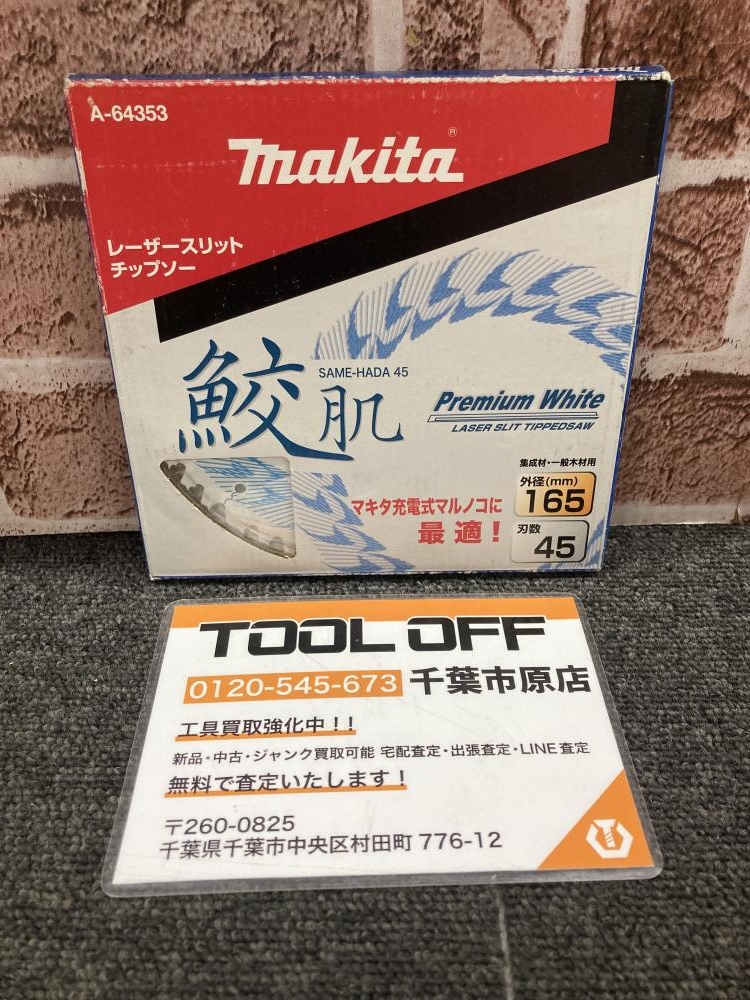 A-64353
makita®
レーザースリット
チップソー
鮫肌
SAME-HADA 45
Premium White
LASER SLIT TIPPEDSAW
集成材・一般木材用
外径(mm)
165
マキタ充電式マルノコに
最適!
刃数
45
TOOL OFF
0120-545-673 千葉市原店
工具買取強化中!!
新品・中古・ジャンク買取可能 宅配査定・出張査定・LINE査定
無料で査定いたします!
〒260-0825
千葉県千葉市中央区村田町 776-12